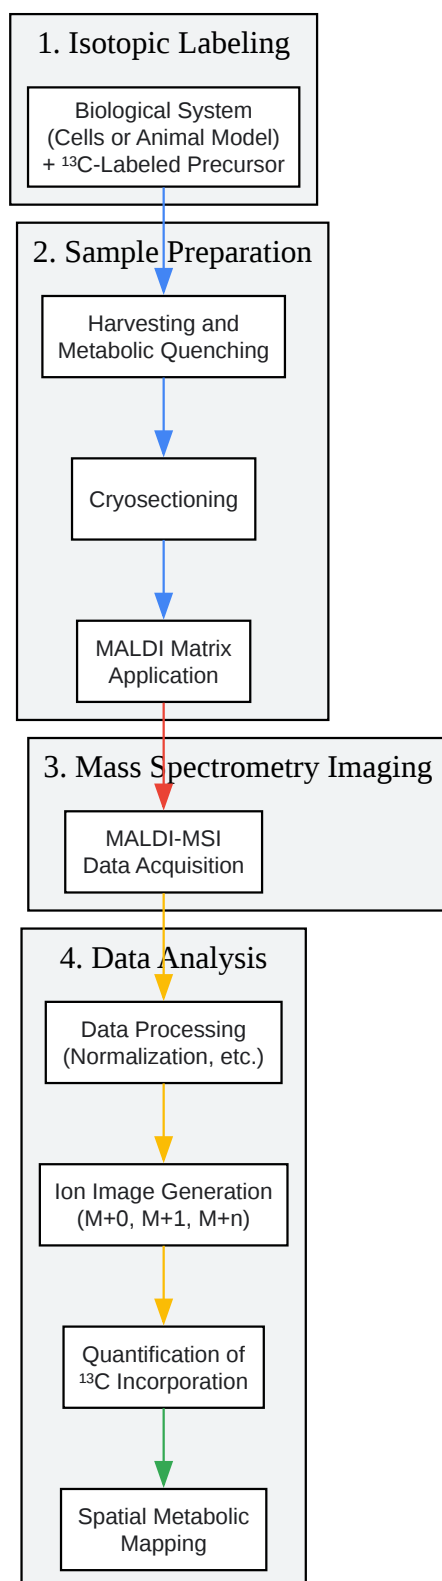 1. Isotopic Labeling
Biological System
(Cells or Animal Model)
+ ¹³C-Labeled Precursor
2. Sample Preparation
Harvesting and
Metabolic Quenching
Cryosectioning
MALDI Matrix
Application
3. Mass Spectrometry Imaging
MALDI-MSI
Data Acquisition
4. Data Analysis
Data Processing
(Normalization, etc.)
Ion Image Generation
(M+0, M+1, M+n)
Quantification of
¹³C Incorporation
Spatial Metabolic
Mapping